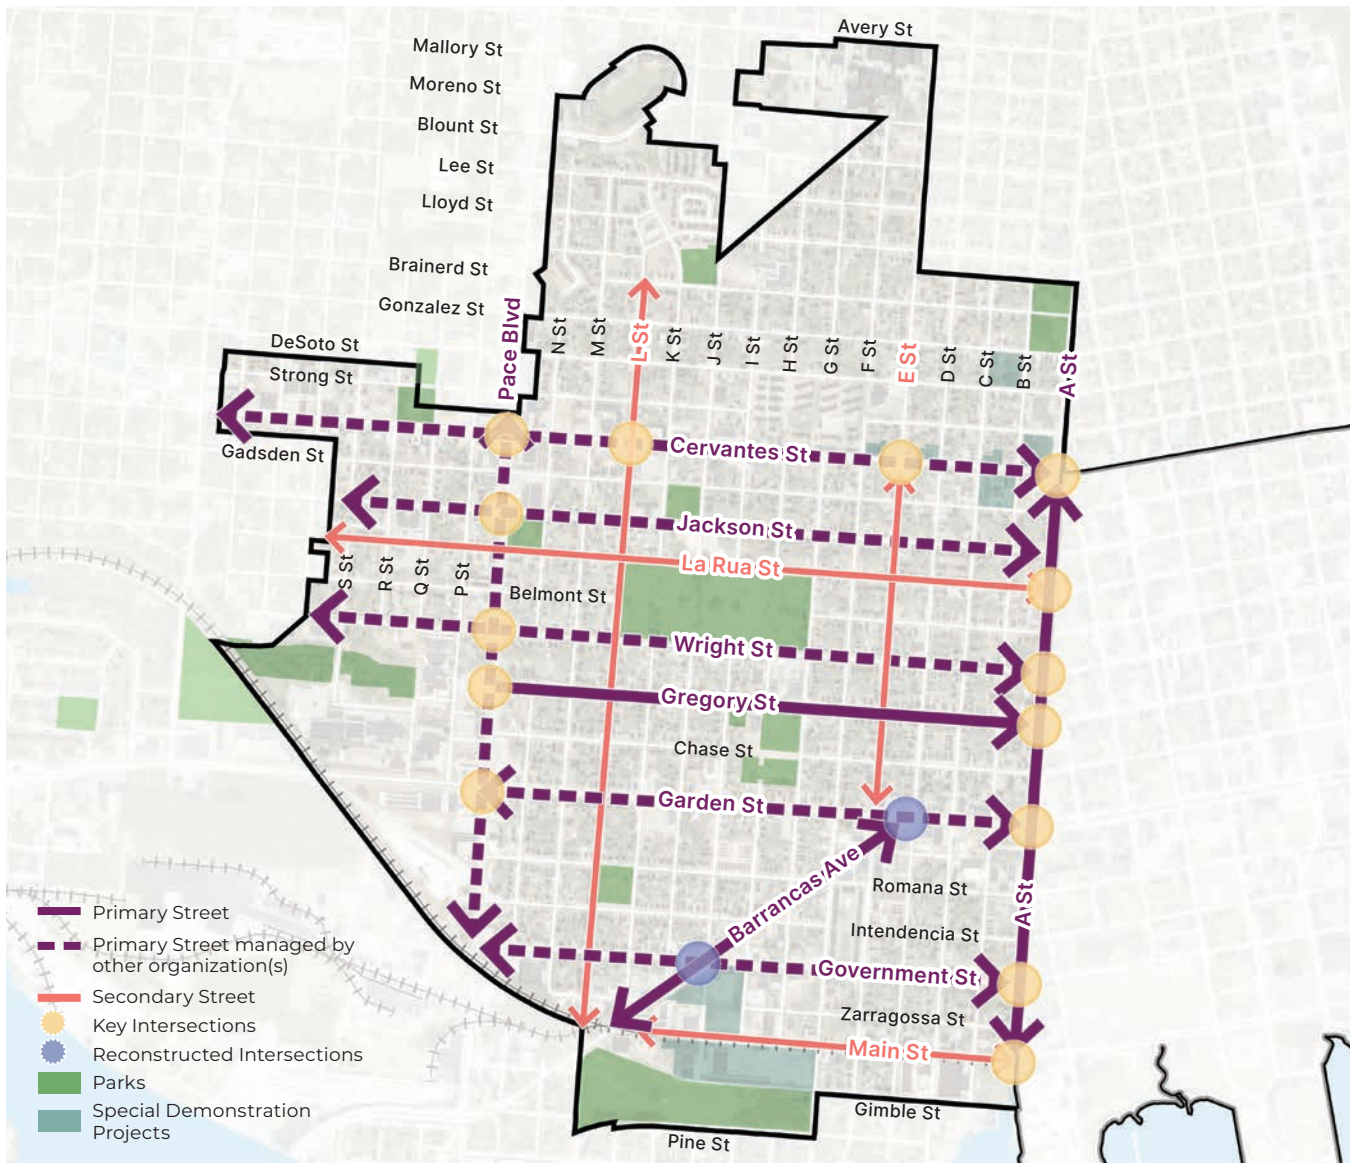 Avery St
Mallory St
Moreno St
Blount St
Lee St
Lloyd St
Brainerd St
Gonzalez St
Pace Blvd
N St
M St
L St
K St
J St
I St
H St
G St
F St
E St
D St
C St
B St
A St
DeSoto St
Strong St
Gadsden St
Cervantes St
Jackson St
La Rua St
S St
R St
Q St
P St
Belmont St
Wright St
Gregory St
Chase St
Garden St
Barrancas Ave
Romana St
A St
Intendencia St
Government St
Zarragossa St
Main St
Gimble St
Pine St
Primary Street
Primary Street managed by
other organization(s)
Secondary Street
Key Intersections
Reconstructed Intersections
Parks
Special Demonstration
Projects